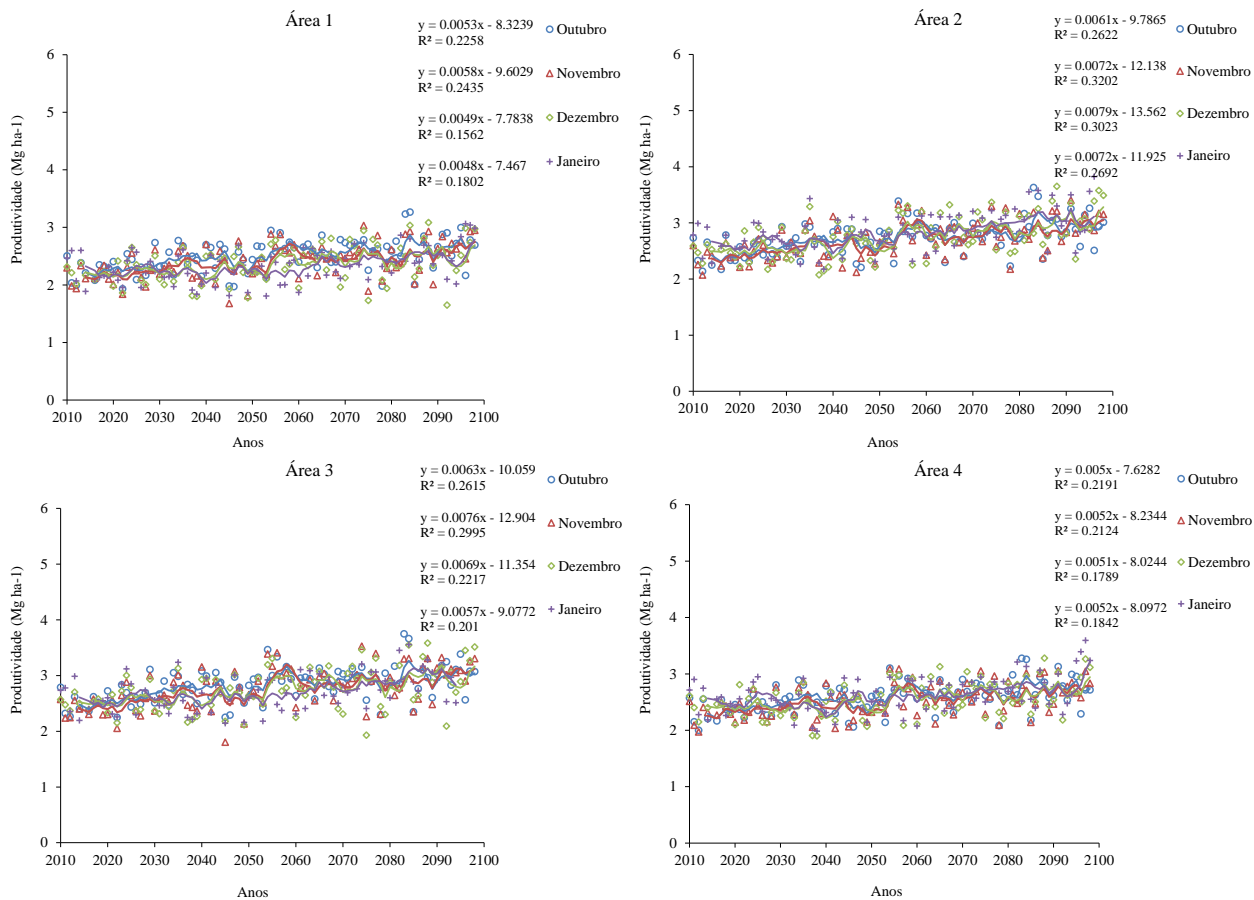 Área 1
y = 0.0053x - 8.3239
R² = 0.2258
Outubro
y = 0.0058x - 9.6029
R² = 0.2435
Novembro
y = 0.0049x - 7.7838
R² = 0.1562
Dezembro
y = 0.0048x - 7.467
R² = 0.1802
Janeiro
Produtividade (Mg ha-1)
6
5
4
3
2
1
0
2010 2020 2030 2040 2050 2060 2070 2080 2090 2100
Anos
Área 2
y = 0.0061x - 9.7865
R² = 0.2622
Outubro
y = 0.0072x - 12.138
R² = 0.3202
Novembro
y = 0.0079x - 13.562
R² = 0.3023
Dezembro
y = 0.0072x - 11.925
R² = 0.2692
Janeiro
Produtividade (Mg ha-1)
6
5
4
3
2
1
0
2010 2020 2030 2040 2050 2060 2070 2080 2090 2100
Anos
Área 3
y = 0.0063x - 10.059
R² = 0.2615
Outubro
y = 0.0076x - 12.904
R² = 0.2995
Novembro
y = 0.0069x - 11.354
R² = 0.2217
Dezembro
y = 0.0057x - 9.0772
R² = 0.201
Janeiro
Produtividade (Mg ha-1)
6
5
4
3
2
1
0
2010 2020 2030 2040 2050 2060 2070 2080 2090 2100
Anos
Área 4
y = 0.005x - 7.6282
R² = 0.2191
Outubro
y = 0.0052x - 8.2344
R² = 0.2124
Novembro
y = 0.0051x - 8.0244
R² = 0.1789
Dezembro
y = 0.0052x - 8.0972
R² = 0.1842
Janeiro
Produtividade (Mg ha-1)
6
5
4
3
2
1
0
2010 2020 2030 2040 2050 2060 2070 2080 2090 2100
Anos